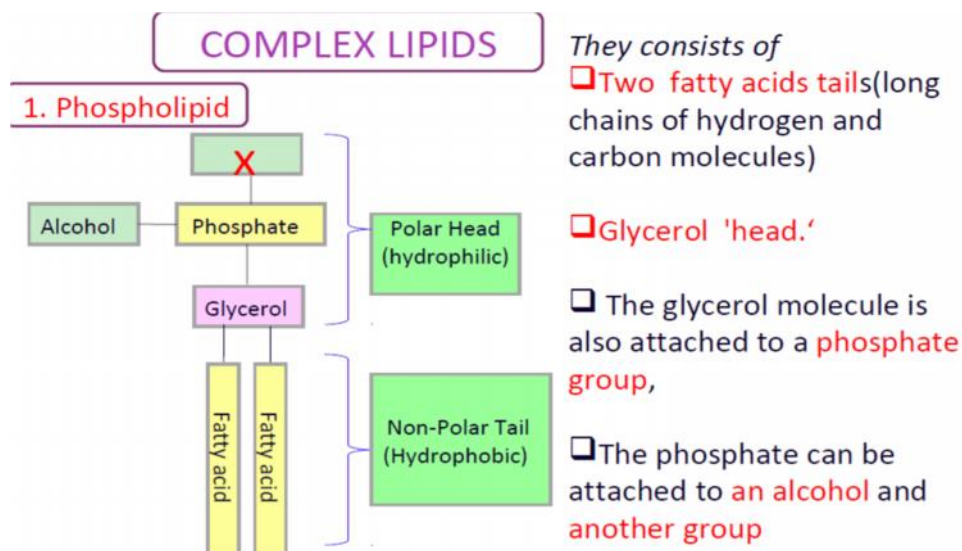 COMPLEX LIPIDS
1. Phospholipid
X
Alcohol
Phosphate
Glycerol
Fatty acid
Fatty acid
Polar Head
(hydrophilic)
Non-Polar Tail
(Hydrophobic)
They consists of
❑Two fatty acids tails(long
chains of hydrogen and
carbon molecules)
❑Glycerol 'head.‘
❑ The glycerol molecule is
also attached to a phosphate
group,
❑The phosphate can be
attached to an alcohol and
another group